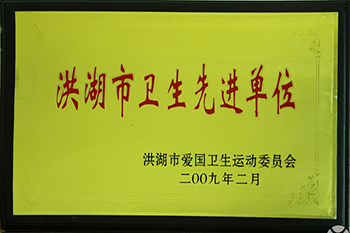 洪湖市卫生先进单位
洪湖市爱国卫生运动委员会
二00九年二月